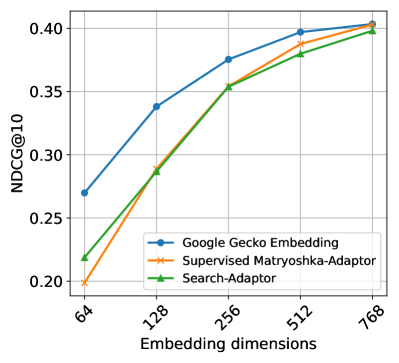 NDCG@10
0.40
0.35
0.30
0.25
0.20
Google Gecko Embedding
Supervised Matryoshka-Adaptor
Search-Adaptor
64
128
256
512
768
Embedding dimensions